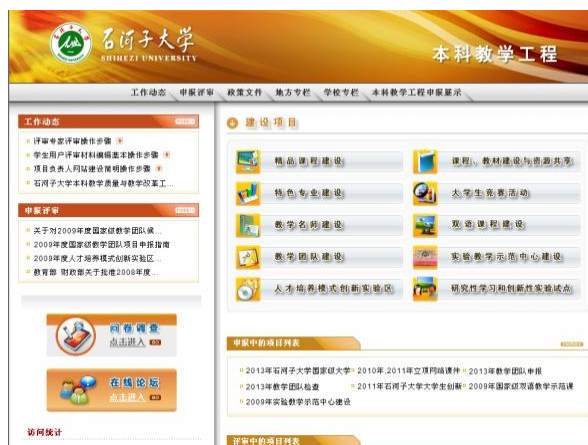 石河子大学
SHIHEZI UNIVERSITY
本科教学工程
工作动态 申报评审 政策文件 地方专栏 学校专栏 本科教学工程申报展示
工作动态
评审专家评审操作步骤
学生用户评审材料编辑基本操作步骤
项目负责人网站建设简明操作步骤
石河子大学本科教学质量与教学改革工...
申报评审
关于对2009年度国家级教学团队候...
2009年度国家级教学团队项目申报指南
2009年度人才培养模式创新实验区...
教育部 财政部关于批准2008年度...
问卷调查
点击进入 GO
在线论坛
点击进入 GO
访问统计
建设项目
精品课程建设
课程、教材建设与资源共享
特色专业建设
大学生竞赛活动
教学名师建设
双语课程建设
教学团队建设
实验教学示范中心建设
人才培养模式创新实验区
研究性学习和创新性实验试点
申报中的项目列表
2013年石河子大学国家级大学 2010年,2011年立项网络课件 2013年教学团队申报
2013年教学团队检查 2011年石河子大学大学生创新 2009年国家级双语教学示范课
2009年实验教学示范中心建设
评审中的项目列表